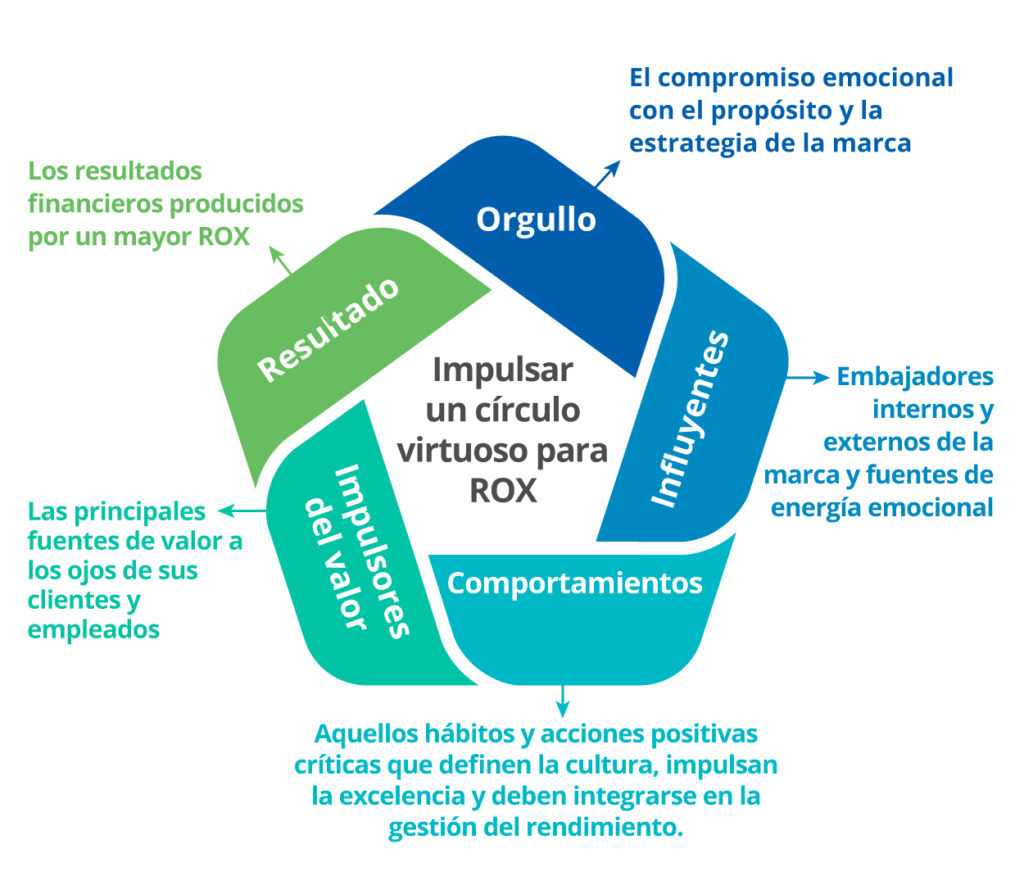 El compromiso emocional
con el propósito y la
estrategia de la marca
Orgullo
Influyentes
Embajadores
internos y
externos de la
marca y fuentes de
energía emocional
Comportamientos
Aquellos hábitos y acciones positivas
críticas que definen la cultura, impulsan
la excelencia y deben integrarse en la
gestión del rendimiento.
Impulsores
del valor
Las principales
fuentes de valor a
los ojos de sus
clientes y
empleados
Resultado
Los resultados
financieros producidos
por un mayor ROX
Impulsar
un círculo
virtuoso para
ROX